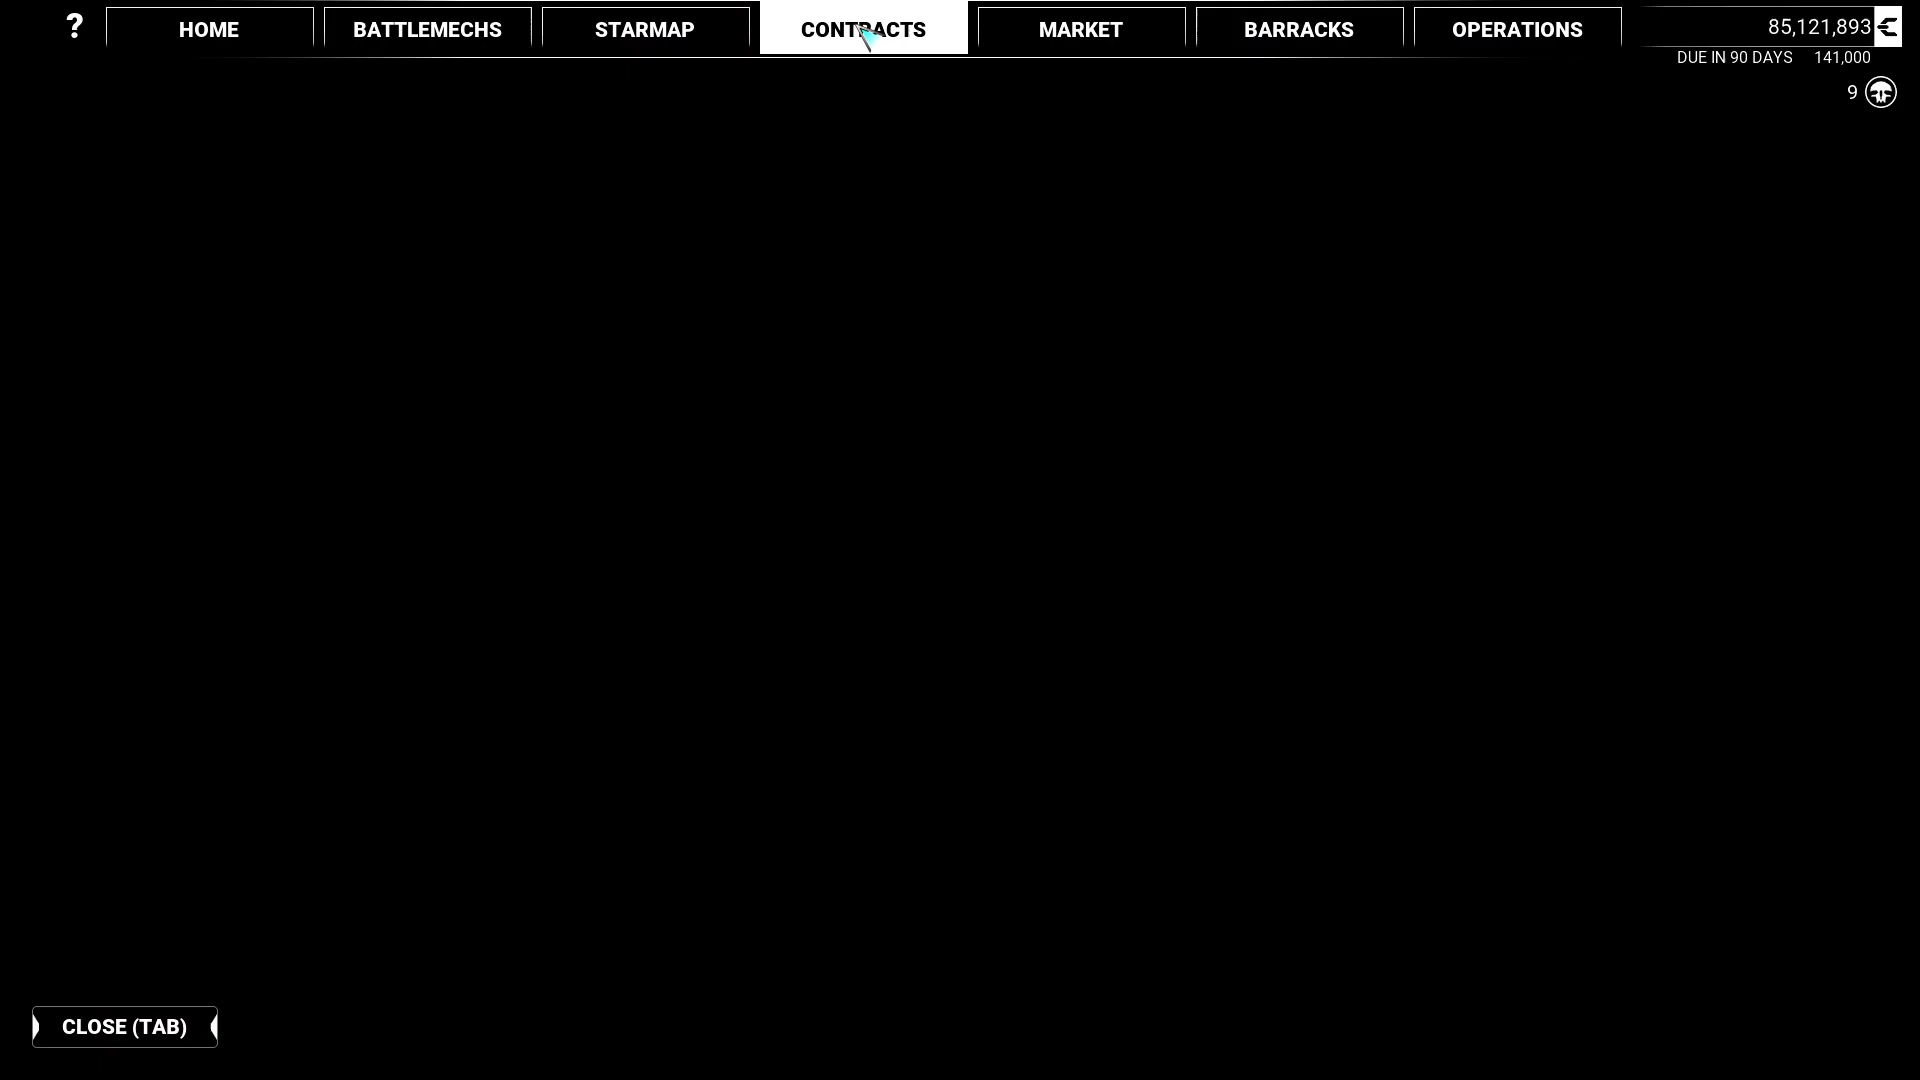 ?
HOME
BATTLEMECHS
STARMAP
CONTRACTS
MARKET
BARRACKS
OPERATIONS
85,121,893
DUE IN 90 DAYS 141,000
9
CLOSE (TAB)